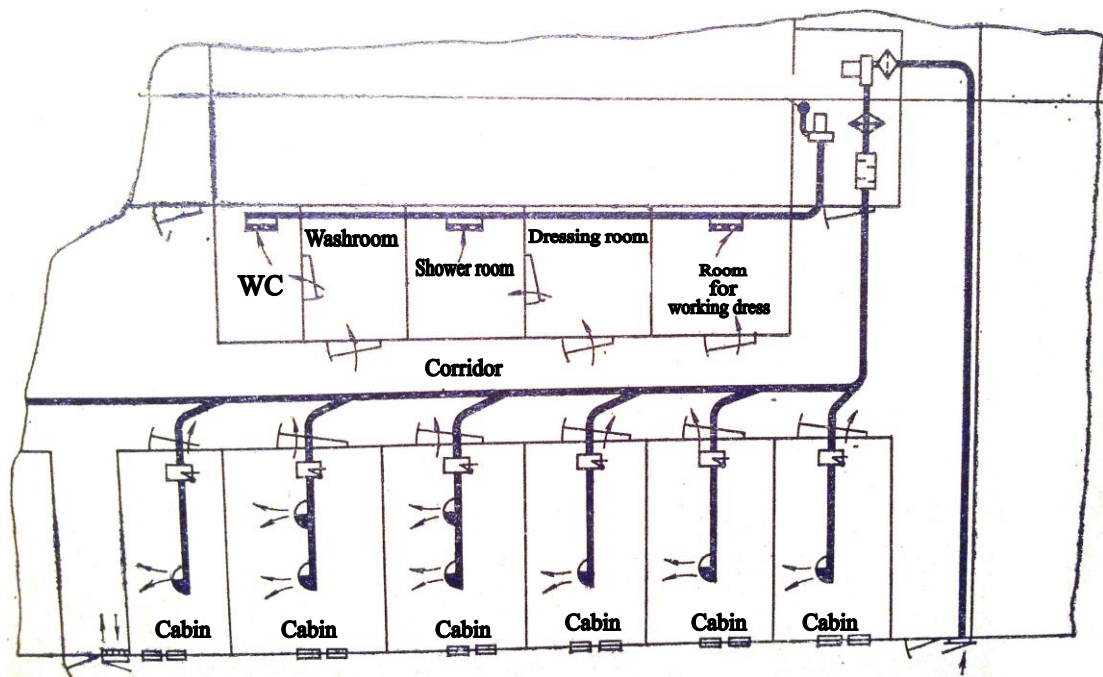 Washroom
Dressing room
WC
Shower room
Room
for
working dress
Corridor
Cabin
Cabin
Cabin
Cabin
Cabin
Cabin